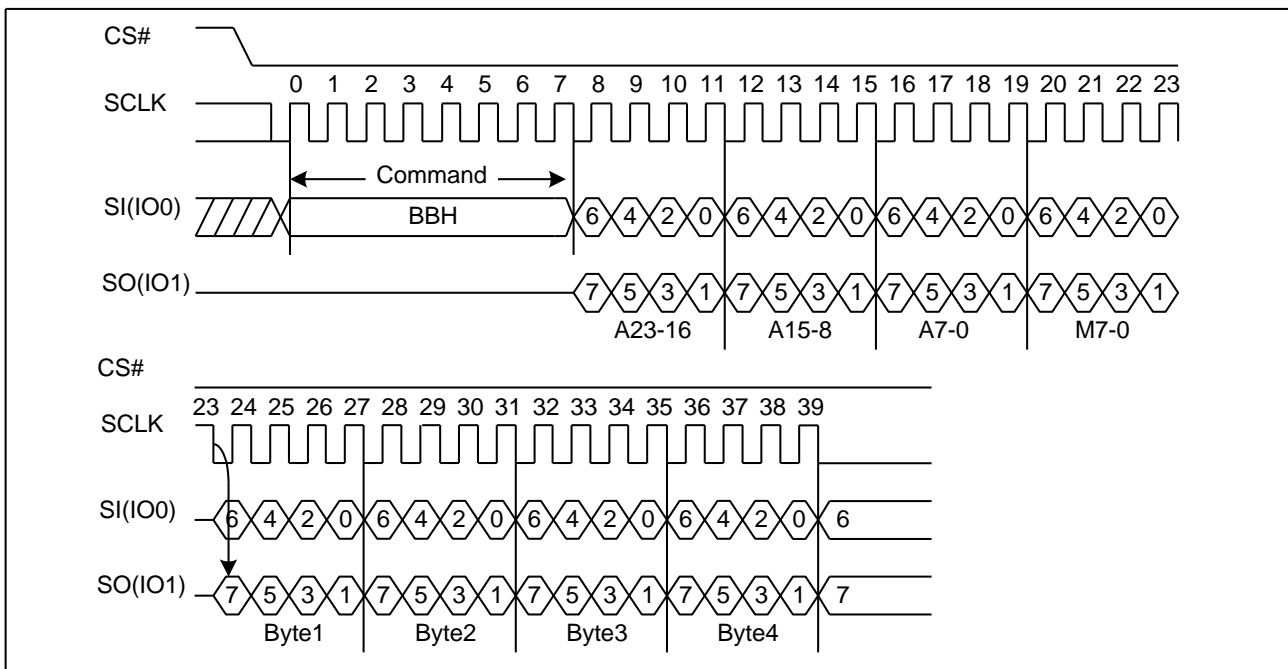 CS#
0 1 2 3 4 5 6 7 8 9 10 11 12 13 14 15 16 17 18 19 20 21 22 23
SCLK
Command
SI(IO0) BBH 6 4 2 0 6 4 2 0 6 4 2 0 6 4 2 0
SO(IO1) 7 5 3 1 7 5 3 1 7 5 3 1 7 5 3 1
A23-16 A15-8 A7-0 M7-0
CS#
23 24 25 26 27 28 29 30 31 32 33 34 35 36 37 38 39
SCLK
SI(IO0) 6 4 2 0 6 4 2 0 6 4 2 0 6 4 2 0 6
SO(IO1) 7 5 3 1 7 5 3 1 7 5 3 1 7 5 3 1 7
Byte1 Byte2 Byte3 Byte4